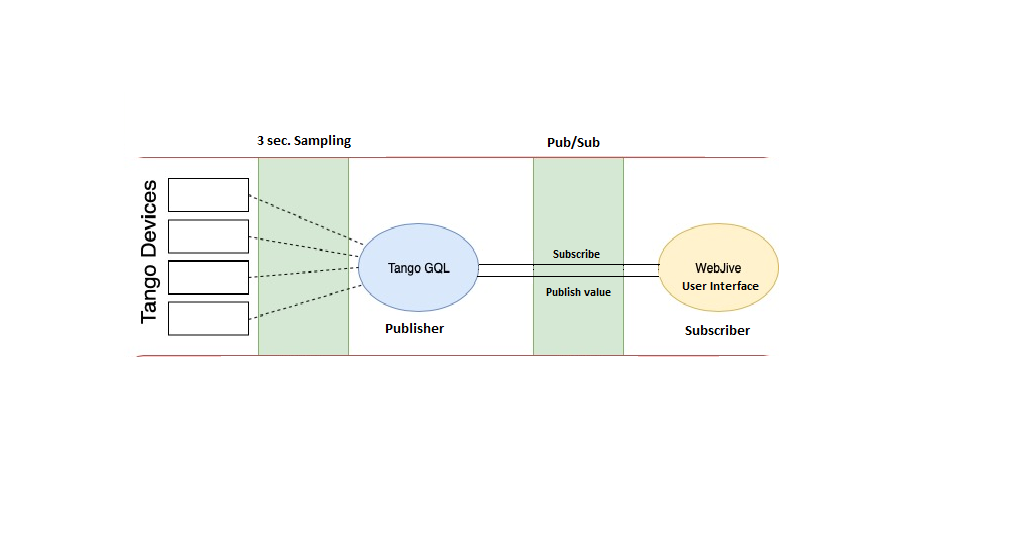 3 sec. Sampling
Pub/Sub
Tango Devices
Tango GQL
Publisher
Subscribe
Publish value
WebJive
User Interface
Subscriber